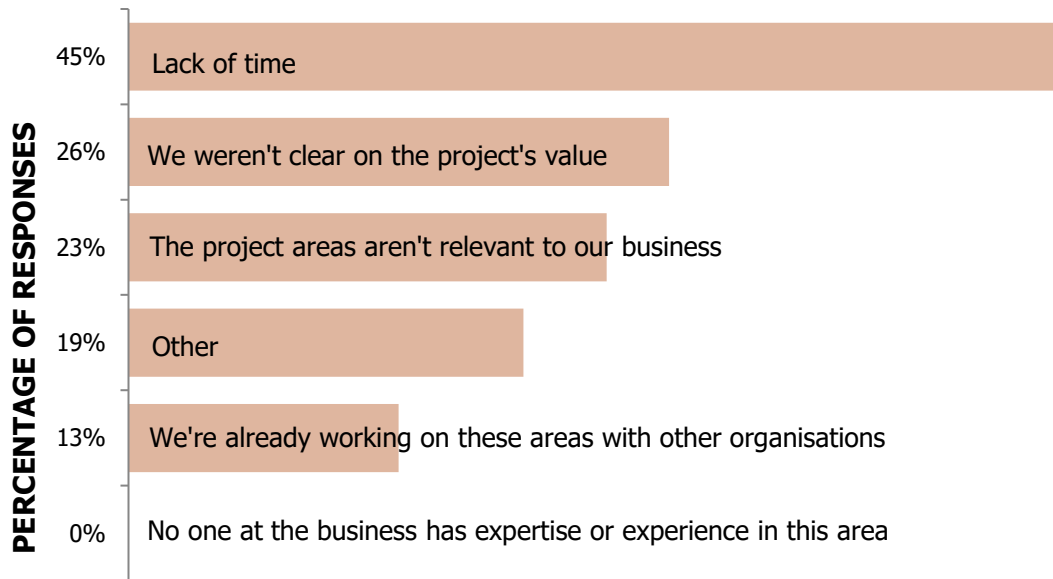 PERCENTAGE OF RESPONSES
45% Lack of time
26% We weren't clear on the project's value
23% The project areas aren't relevant to our business
19% Other
13% We're already working on these areas with other organisations
0% No one at the business has expertise or experience in this area